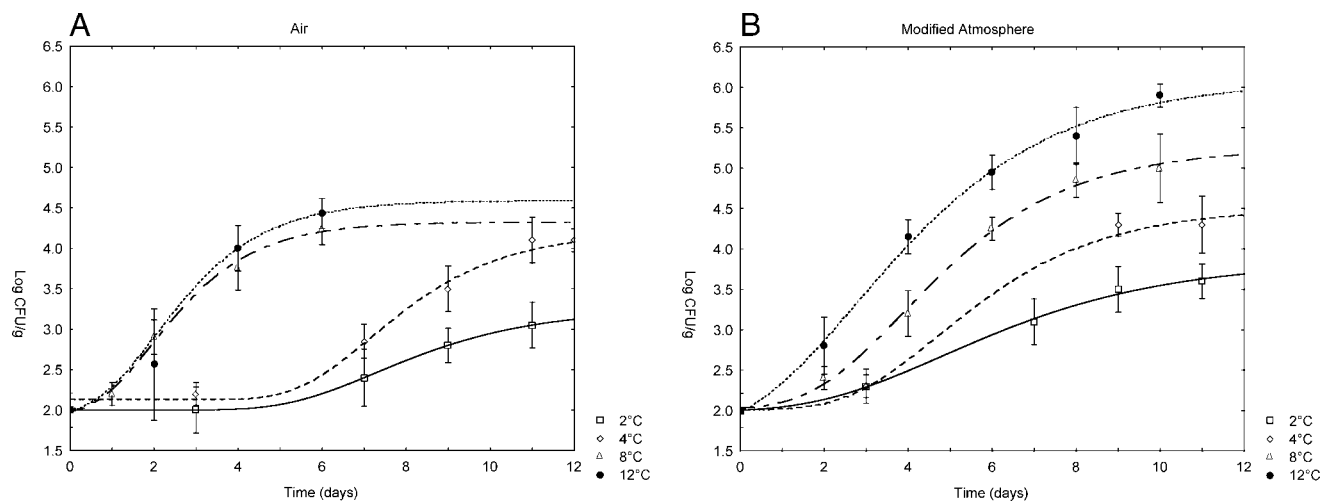 A
Air
6.5
6.0
5.5
5.0
4.5
4.0
3.5
3.0
2.5
2.0
1.5
Log CFU/g
0 2 4 6 8 10 12
Time (days)
2°C
4°C
8°C
12°C
B
Modified Atmosphere
6.5
6.0
5.5
5.0
4.5
4.0
3.5
3.0
2.5
2.0
1.5
Log CFU/g
0 2 4 6 8 10 12
Time (days)
2°C
4°C
8°C
12°C